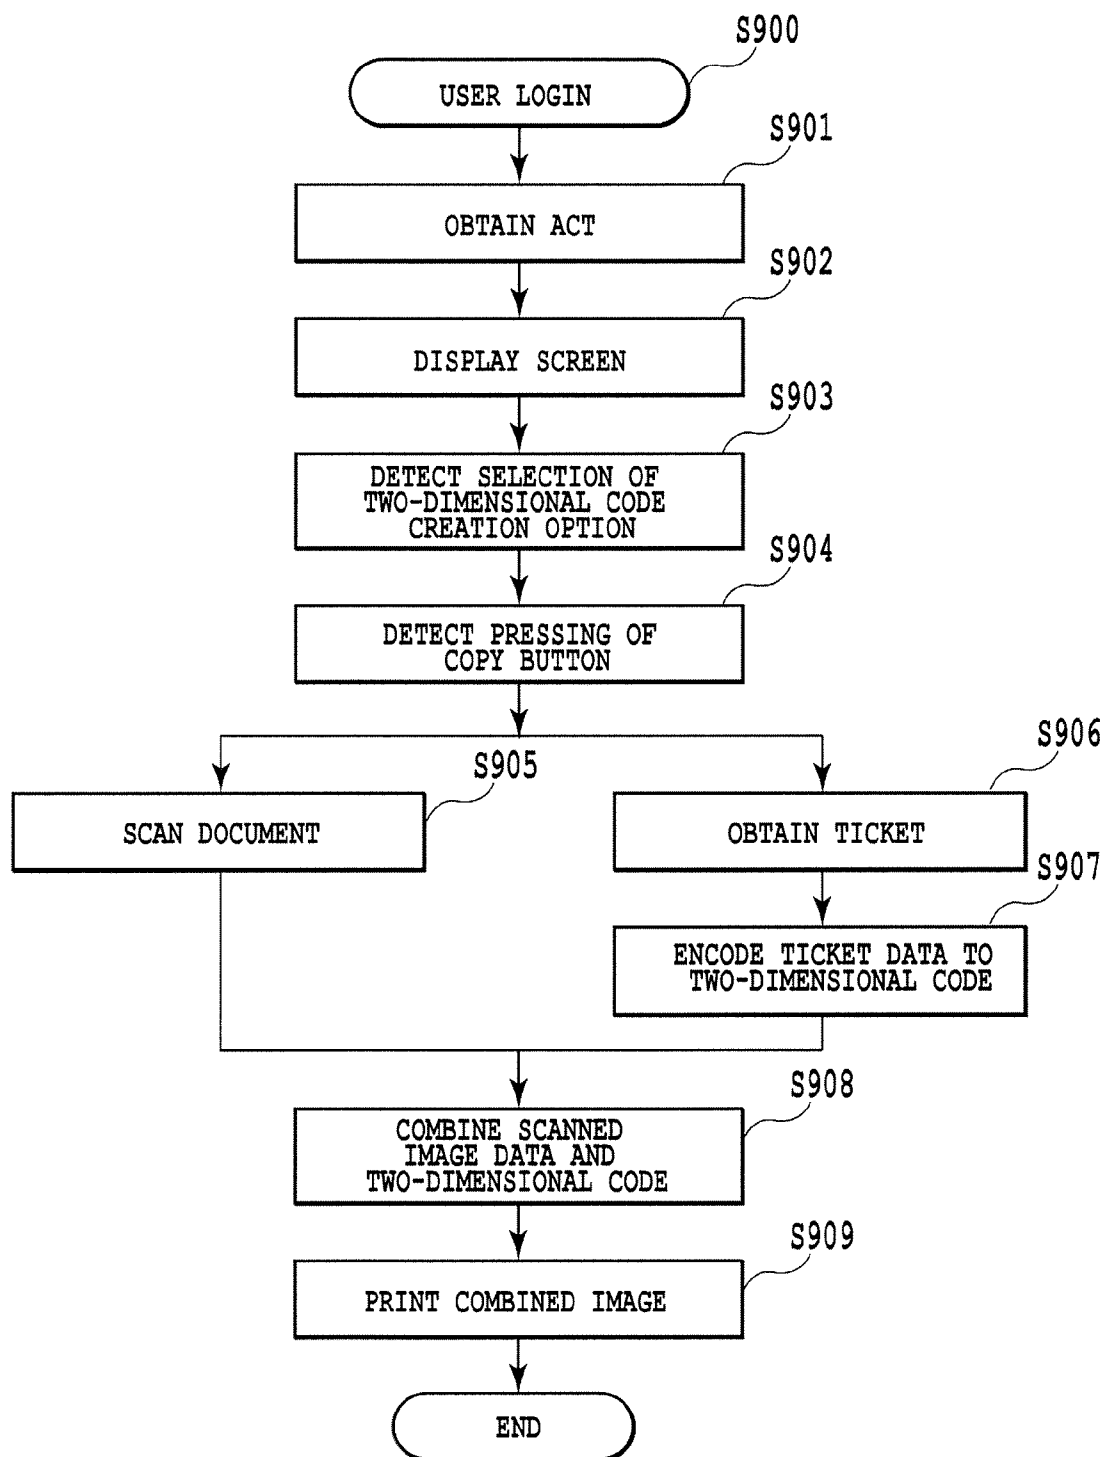 S900
USER LOGIN
S901
OBTAIN ACT
S902
DISPLAY SCREEN
S903
DETECT SELECTION OF
TWO-DIMENSIONAL CODE
CREATION OPTION
S904
DETECT PRESSING OF
COPY BUTTON
S905
SCAN DOCUMENT
S906
OBTAIN TICKET
S907
ENCODE TICKET DATA TO
TWO-DIMENSIONAL CODE
S908
COMBINE SCANNED
IMAGE DATA AND
TWO-DIMENSIONAL CODE
S909
PRINT COMBINED IMAGE
END